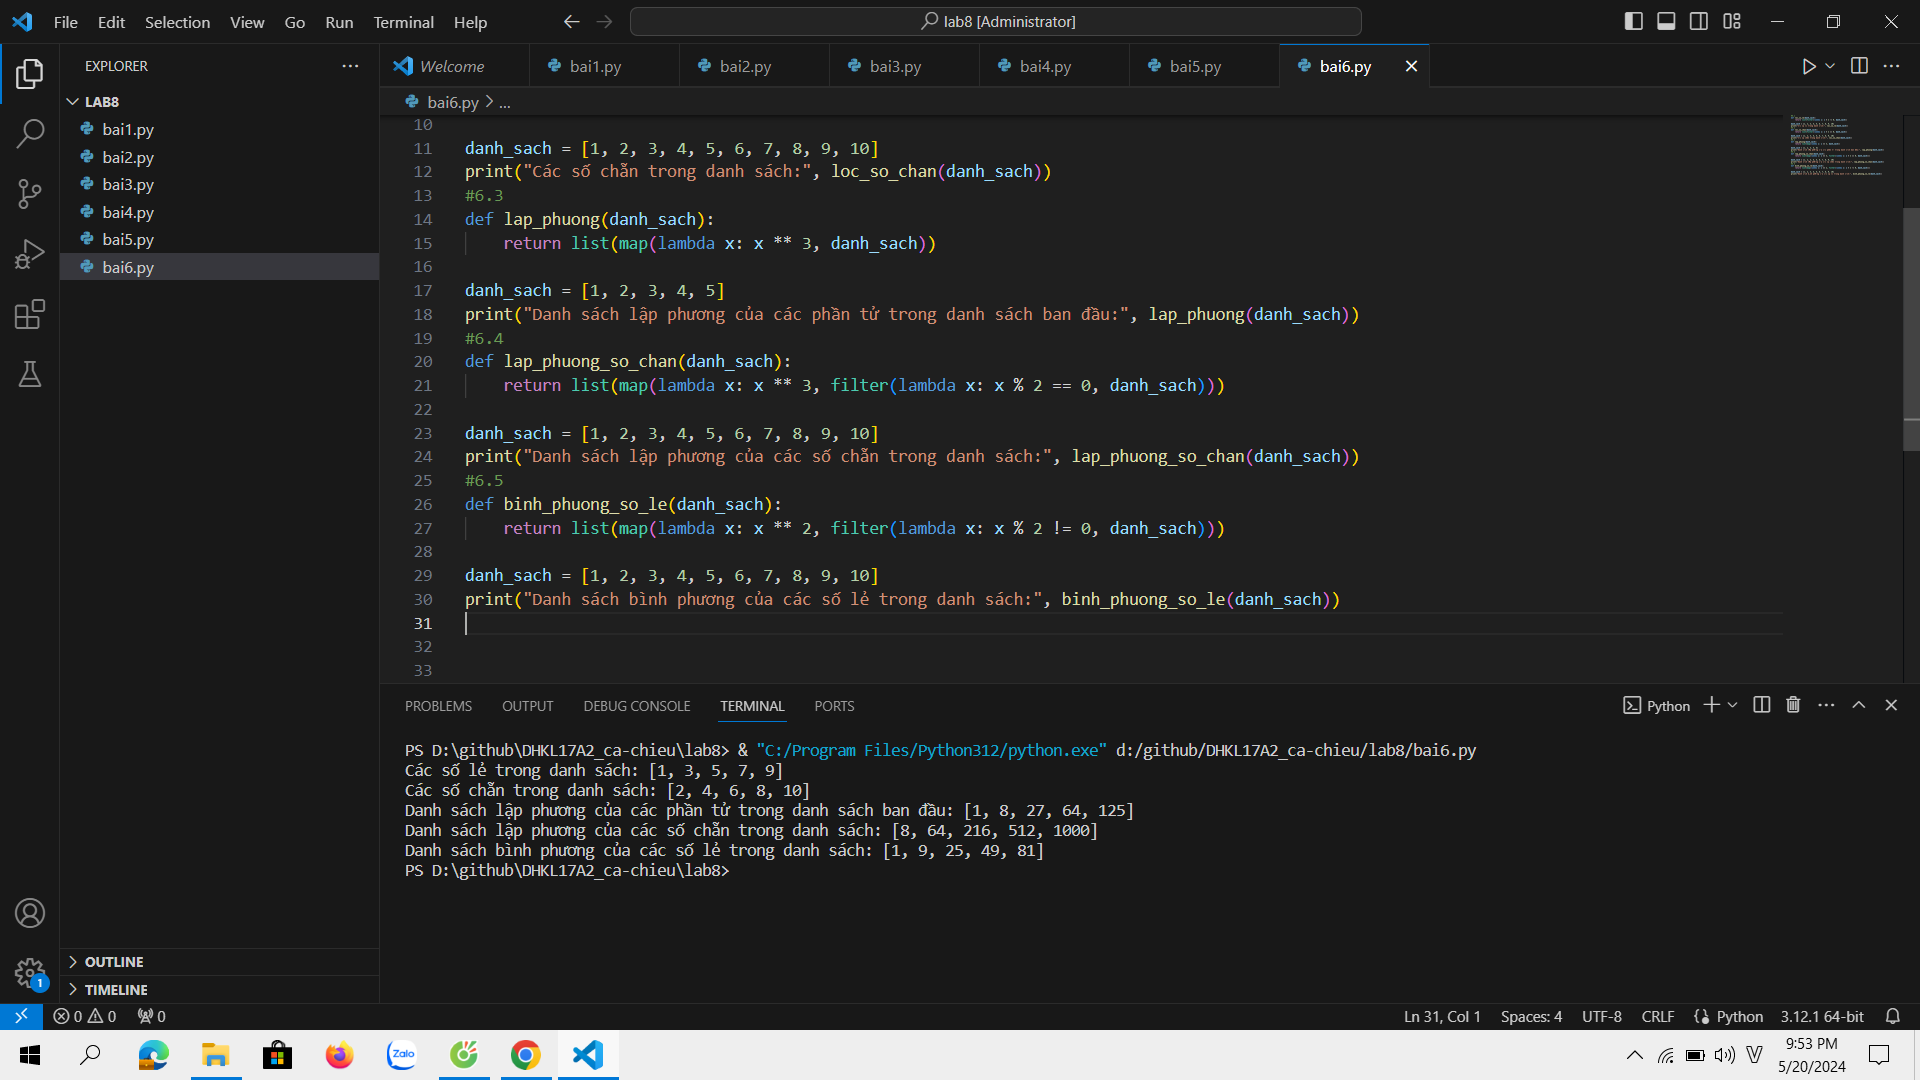 File Edit Selection View Go Run Terminal Help
lab8 [Administrator]
EXPLORER
Welcome
bai1.py
bai2.py
bai3.py
bai4.py
bai5.py
bai6.py
LAB8
bai1.py
bai2.py
bai3.py
bai4.py
bai5.py
bai6.py
bai6.py > ...
10
11 danh_sach = [1, 2, 3, 4, 5, 6, 7, 8, 9, 10]
12 print("Các số chẵn trong danh sách:", loc_so_chan(danh_sach))
13 #6.3
14 def lap_phuong(danh_sach):
15 return list(map(lambda x: x ** 3, danh_sach))
16
17 danh_sach = [1, 2, 3, 4, 5]
18 print("Danh sách lập phương của các phần tử trong danh sách ban đầu:", lap_phuong(danh_sach))
19 #6.4
20 def lap_phuong_so_chan(danh_sach):
21 return list(map(lambda x: x ** 3, filter(lambda x: x % 2 == 0, danh_sach)))
22
23 danh_sach = [1, 2, 3, 4, 5, 6, 7, 8, 9, 10]
24 print("Danh sách lập phương của các số chẵn trong danh sách:", lap_phuong_so_chan(danh_sach))
25 #6.5
26 def binh_phuong_so_le(danh_sach):
27 return list(map(lambda x: x ** 2, filter(lambda x: x % 2 != 0, danh_sach)))
28
29 danh_sach = [1, 2, 3, 4, 5, 6, 7, 8, 9, 10]
30 print("Danh sách bình phương của các số lẻ trong danh sách:", binh_phuong_so_le(danh_sach))
31
32
33
PROBLEMS OUTPUT DEBUG CONSOLE TERMINAL PORTS
Python
PS D:\github\DHKL17A2_ca-chieu\lab8> & "C:/Program Files/Python312/python.exe" d:/github/DHKL17A2_ca-chieu/lab8/bai6.py
Các số lẻ trong danh sách: [1, 3, 5, 7, 9]
Các số chẵn trong danh sách: [2, 4, 6, 8, 10]
Danh sách lập phương của các phần tử trong danh sách ban đầu: [1, 8, 27, 64, 125]
Danh sách lập phương của các số chẵn trong danh sách: [8, 64, 216, 512, 1000]
Danh sách bình phương của các số lẻ trong danh sách: [1, 9, 25, 49, 81]
PS D:\github\DHKL17A2_ca-chieu\lab8>
OUTLINE
TIMELINE
1
0 0 0
Ln 31, Col 1 Spaces: 4 UTF-8 CRLF Python 3.12.1 64-bit
Zalo
V
9:53 PM
5/20/2024